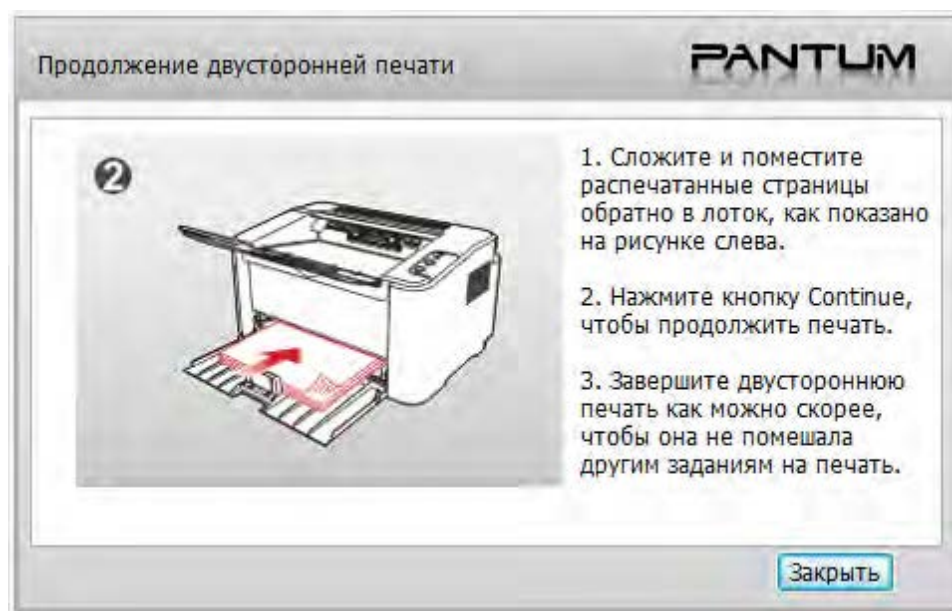 Продолжение двусторонней печати
PANTUM
2
1. Сложите и поместите
распечатанные страницы
обратно в лоток, как показано
на рисунке слева.
2. Нажмите кнопку Continue,
чтобы продолжить печать.
3. Завершите двустороннюю
печать как можно скорее,
чтобы она не помешала
другим заданиям на печать.
Закрыть